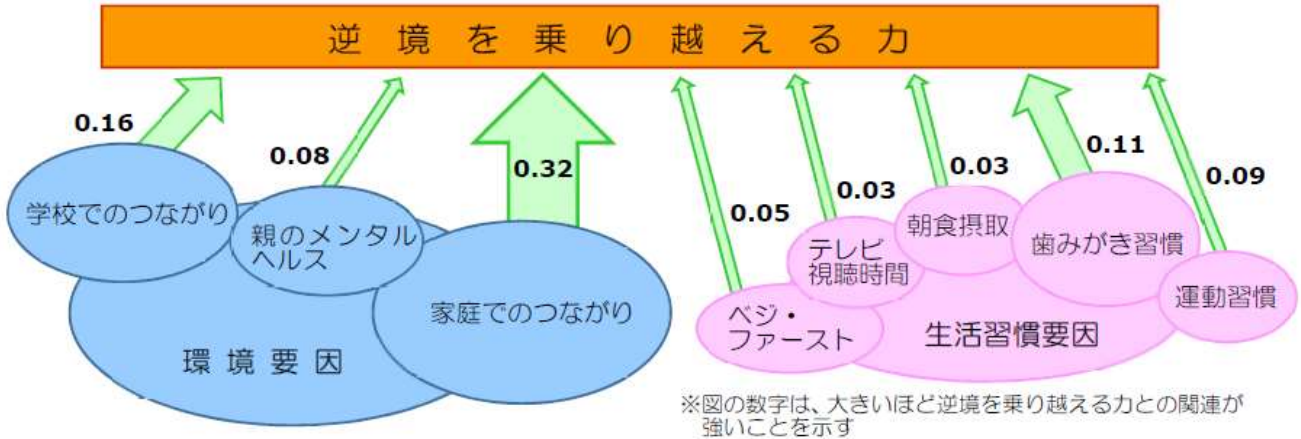 逆境を乗り越える力
0.16
0.08
0.32
0.05
0.03
0.03
0.11
0.09
学校でのつながり
親のメンタル
ヘルス
家庭でのつながり
環境要因
ベジ・
ファースト
テレビ
視聴時間
朝食摂取
歯みがき習慣
運動習慣
生活習慣要因
※図の数字は、大きいほど逆境を乗り越える力との関連が
強いことを示す